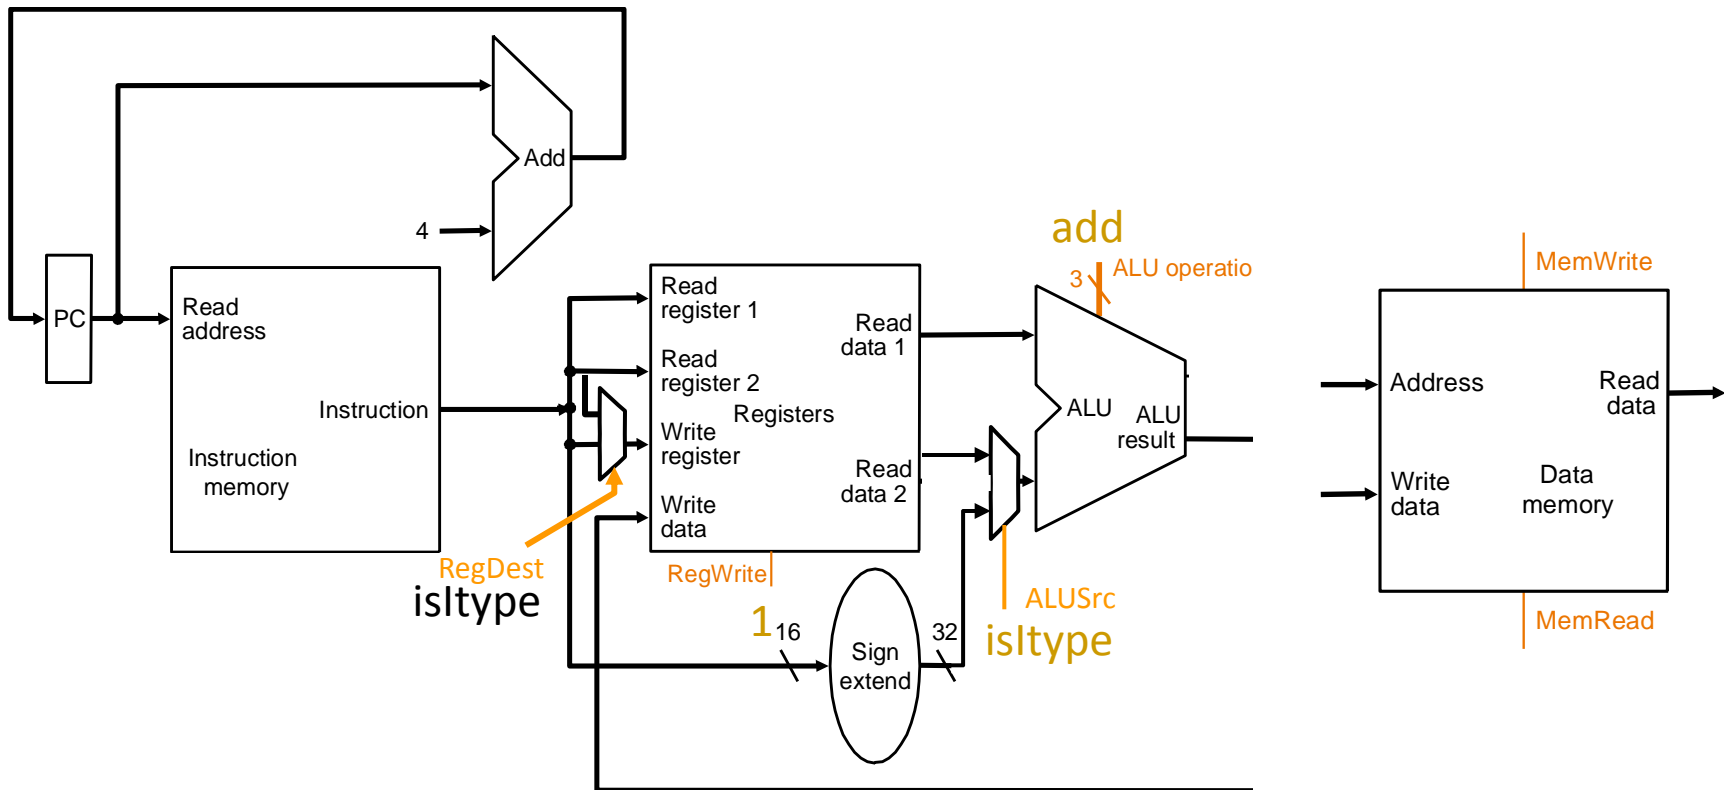 Add
4
add
ALU operatio
3
MemWrite
PC
Read
address
Instruction
Instruction
memory
Read
register 1
Read
register 2
Registers
Write
register
Write
data
Read
data 1
Read
data 2
ALU
ALU
result
Address
Read
data
Write
data
Data
memory
RegDest
isItype
RegWrite
1
16
Sign
extend
32
ALUSrc
isItype
MemRead